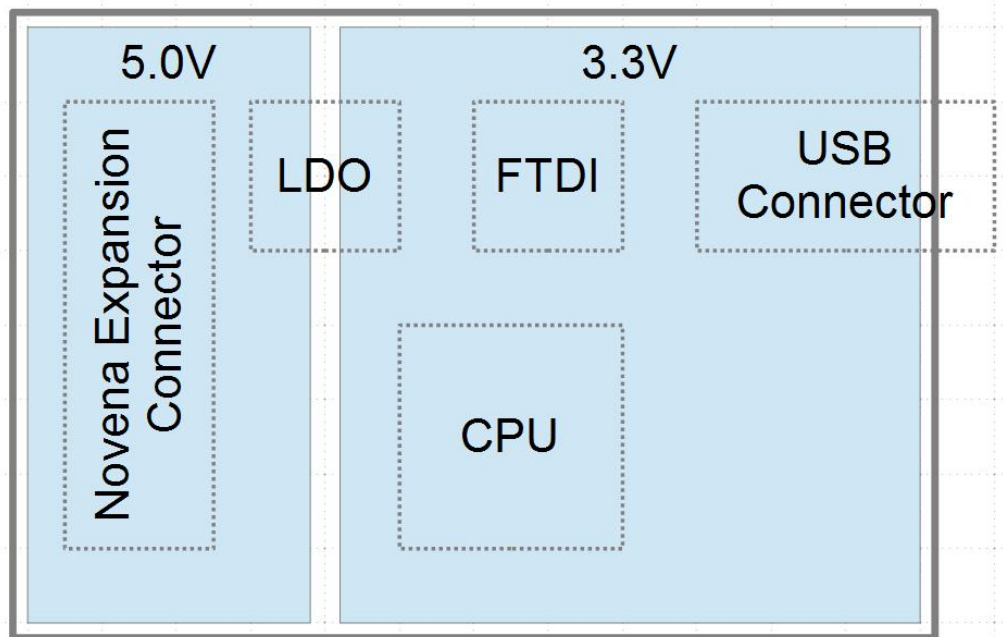 5.0V
3.3V
Novena Expansion
Connector
LDO
FTDI
USB
Connector
CPU